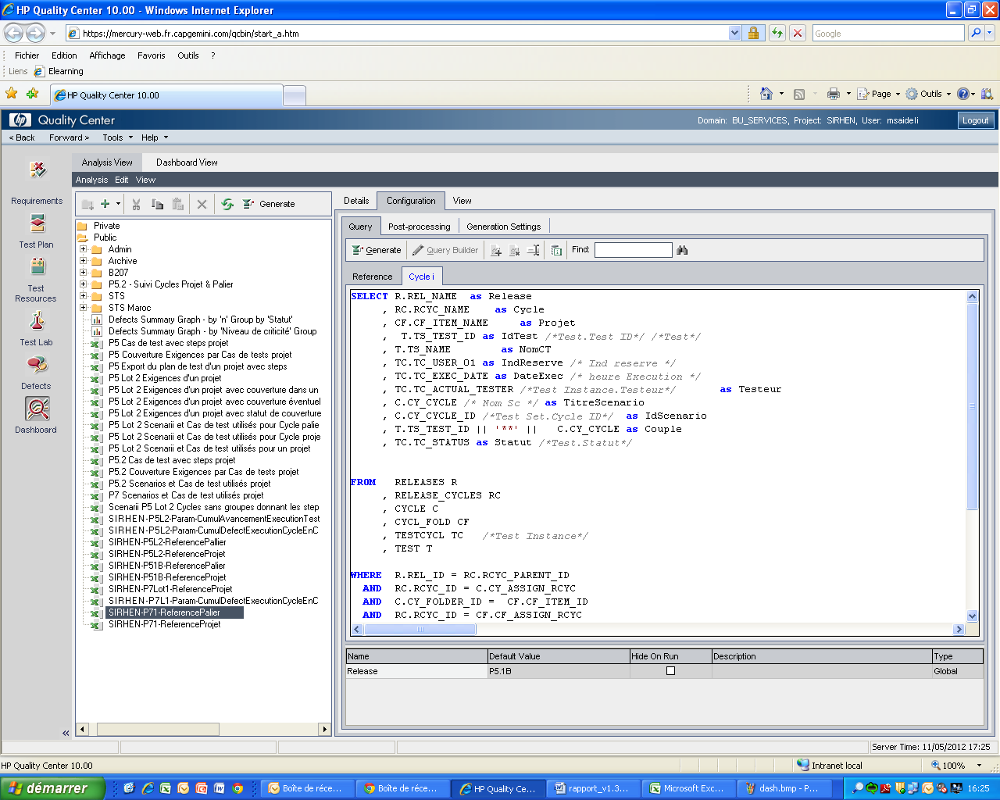 HP Quality Center 10.00 - Windows Internet Explorer
https://mercury-web.fr.capgemini.com/qcbin/start_a.htm
Google
Fichier Edition Affichage Favoris Outils ?
Liens Elearning
HP Quality Center 10.00
Page Outils
hp Quality Center
Domain: BU_SERVICES, Project: SIRHEN, User: msaideli
Logout
< Back Forward > Tools Help
Analysis View Dashboard View
Analysis Edit View
Requirements
Test Plan
Test Resources
Test Lab
Defects
Dashboard
Generate
Private
Public
Admin
Archive
B207
P5.2 - Suivi Cycles Projet & Palier
STS
STS Maroc
Defects Summary Graph - by 'n' Group by 'Statut'
Defects Summary Graph - by 'Niveau de criticité' Group
P5 Cas de test avec steps projet
P5 Couverture Exigences par Cas de tests projet
P5 Export du plan de test d'un projet avec steps
P5 Lot 2 Exigences d'un projet
P5 Lot 2 Exigences d'un projet avec couverture dans un
P5 Lot 2 Exigences d'un projet avec couverture éventuel
P5 Lot 2 Exigences d'un projet avec statut de couverture
P5 Lot 2 Scenarii et Cas de test utilisés pour Cycle palie
P5 Lot 2 Scenarii et Cas de test utilisés pour Cycle proje
P5 Lot 2 Scenarii et Cas de test utilisés pour un projet
P5.2 Cas de test avec steps projet
P5.2 Couverture Exigences par Cas de tests projet
P5.2 Scenarios et Cas de test utilisés projet
P7 Scenarios et Cas de test utilisés projet
Scenarii P5 Lot 2 Cycles sans groupes donnant les step
SIRHEN-P5L2-Param-CumulAvancementExecutionTest
SIRHEN-P5L2-Param-CumulDefectExecutionCycleEnC
SIRHEN-P5L2-ReferencePallier
SIRHEN-P5L2-ReferenceProjet
SIRHEN-P51B-ReferencePalier
SIRHEN-P51B-ReferenceProjet
SIRHEN-P7Lot1-ReferenceProjet
SIRHEN-P7L1-Param-CumulDefectExecutionCycleEnC
SIRHEN-P71-ReferencePalier
SIRHEN-P71-ReferenceProjet
Details Configuration View
Query Post-processing Generation Settings
Generate Query Builder Find:
Reference Cycle i
SELECT R.REL_NAME as Release
, RC.RCYC_NAME as Cycle
, CF.CF_ITEM_NAME as Projet
, T.TS_TEST_ID as IdTest /*Test.Test ID*/ /*Test*/
, T.TS_NAME as NomCT
, TC.TC_USER_01 as IndReserve /* Ind reserve */
, TC.TC_EXEC_DATE as DateExec /* heure Execution */
, TC.TC_ACTUAL_TESTER /*Test Instance.Testeur*/ as Testeur
, C.CY_CYCLE /* Nom Sc */ as TitreScenario
, C.CY_CYCLE_ID /*Test Set.Cycle ID*/ as IdScenario
, T.TS_TEST_ID || '**' || C.CY_CYCLE as Couple
, TC.TC_STATUS as Statut /*Test.Statut*/
FROM RELEASES R
, RELEASE_CYCLES RC
, CYCLE C
, CYCL_FOLD CF
, TESTCYCL TC /*Test Instance*/
, TEST T
WHERE R.REL_ID = RC.RCYC_PARENT_ID
AND RC.RCYC_ID = C.CY_ASSIGN_RCYC
AND C.CY_FOLDER_ID = CF.CF_ITEM_ID
AND RC.RCYC_ID = CF.CF_ASSIGN_RCYC
Name Default Value Hide On Run Description Type
Release P5.1B Global
Server Time: 11/05/2012 17:25
HP Quality Center 10.00
Intranet local
100%
démarrer
Boîte de réce...
Boîte de réce...
HP Quality Ce...
rapport_v1.3...
Microsoft Exc...
dash.bmp - P...
16:25